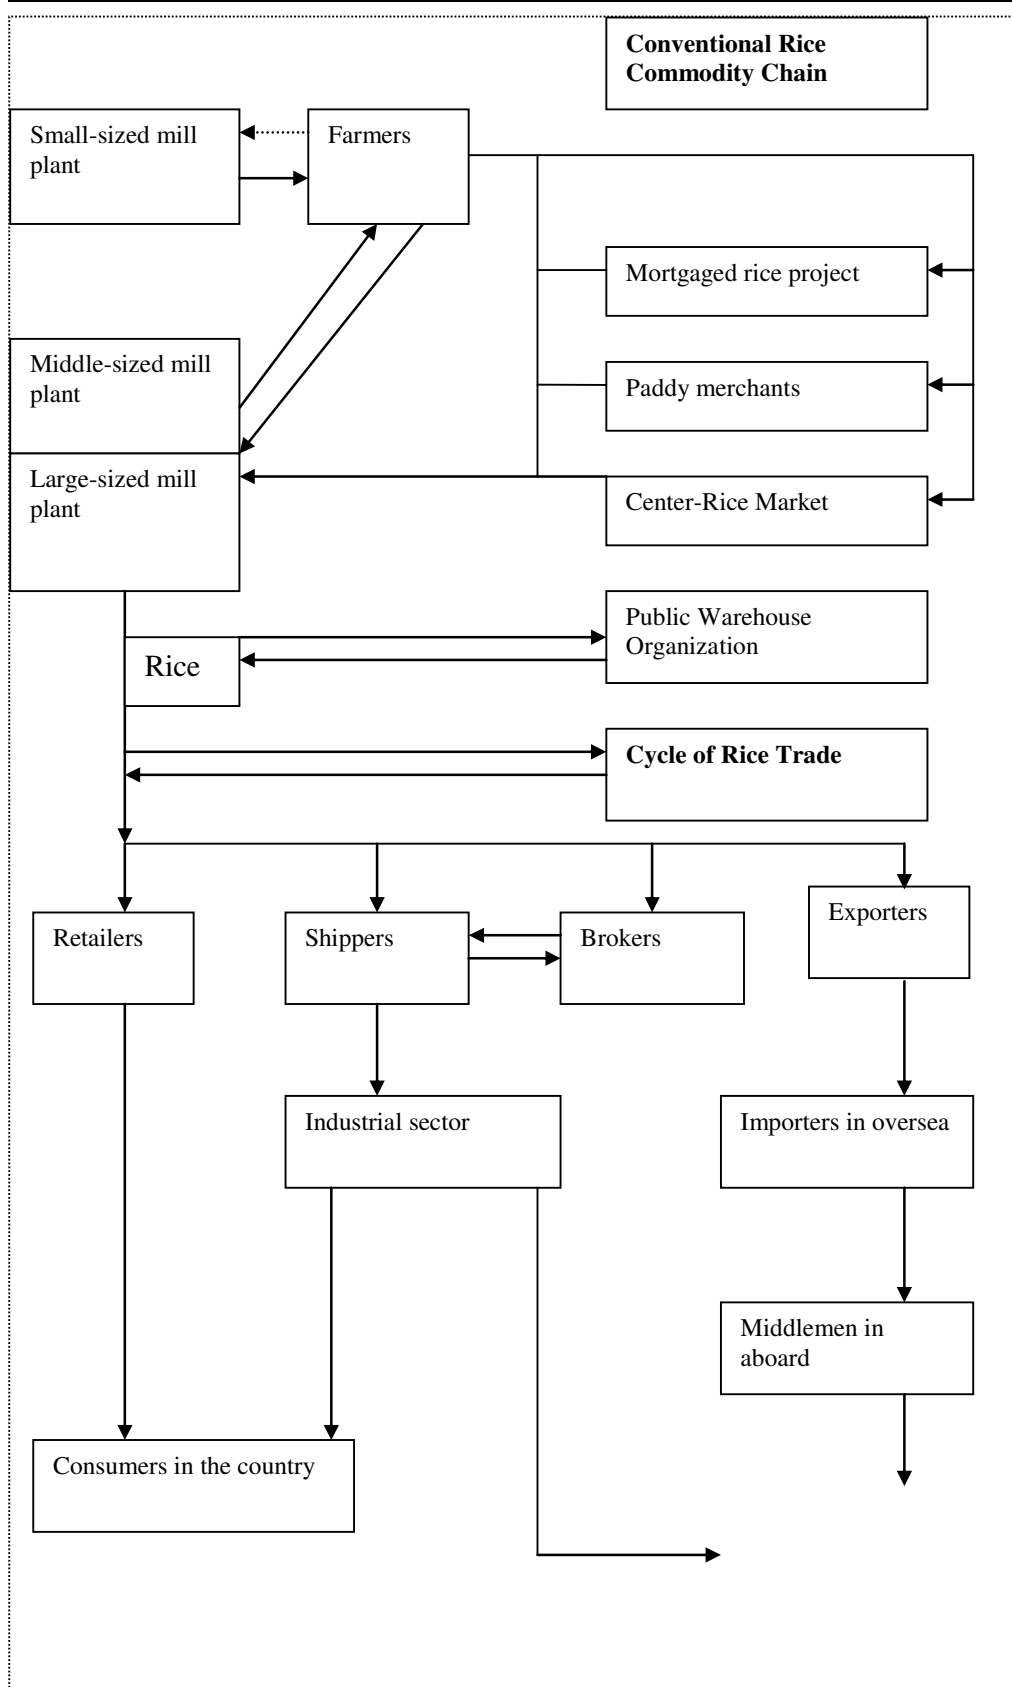 Conventional Rice
Commodity Chain
Small-sized mill
plant
Farmers
Mortgaged rice project
Middle-sized mill
plant
Paddy merchants
Large-sized mill
plant
Center-Rice Market
Public Warehouse
Organization
Rice
Cycle of Rice Trade
Retailers
Shippers
Brokers
Exporters
Industrial sector
Importers in oversea
Middlemen in
aboard
Consumers in the country